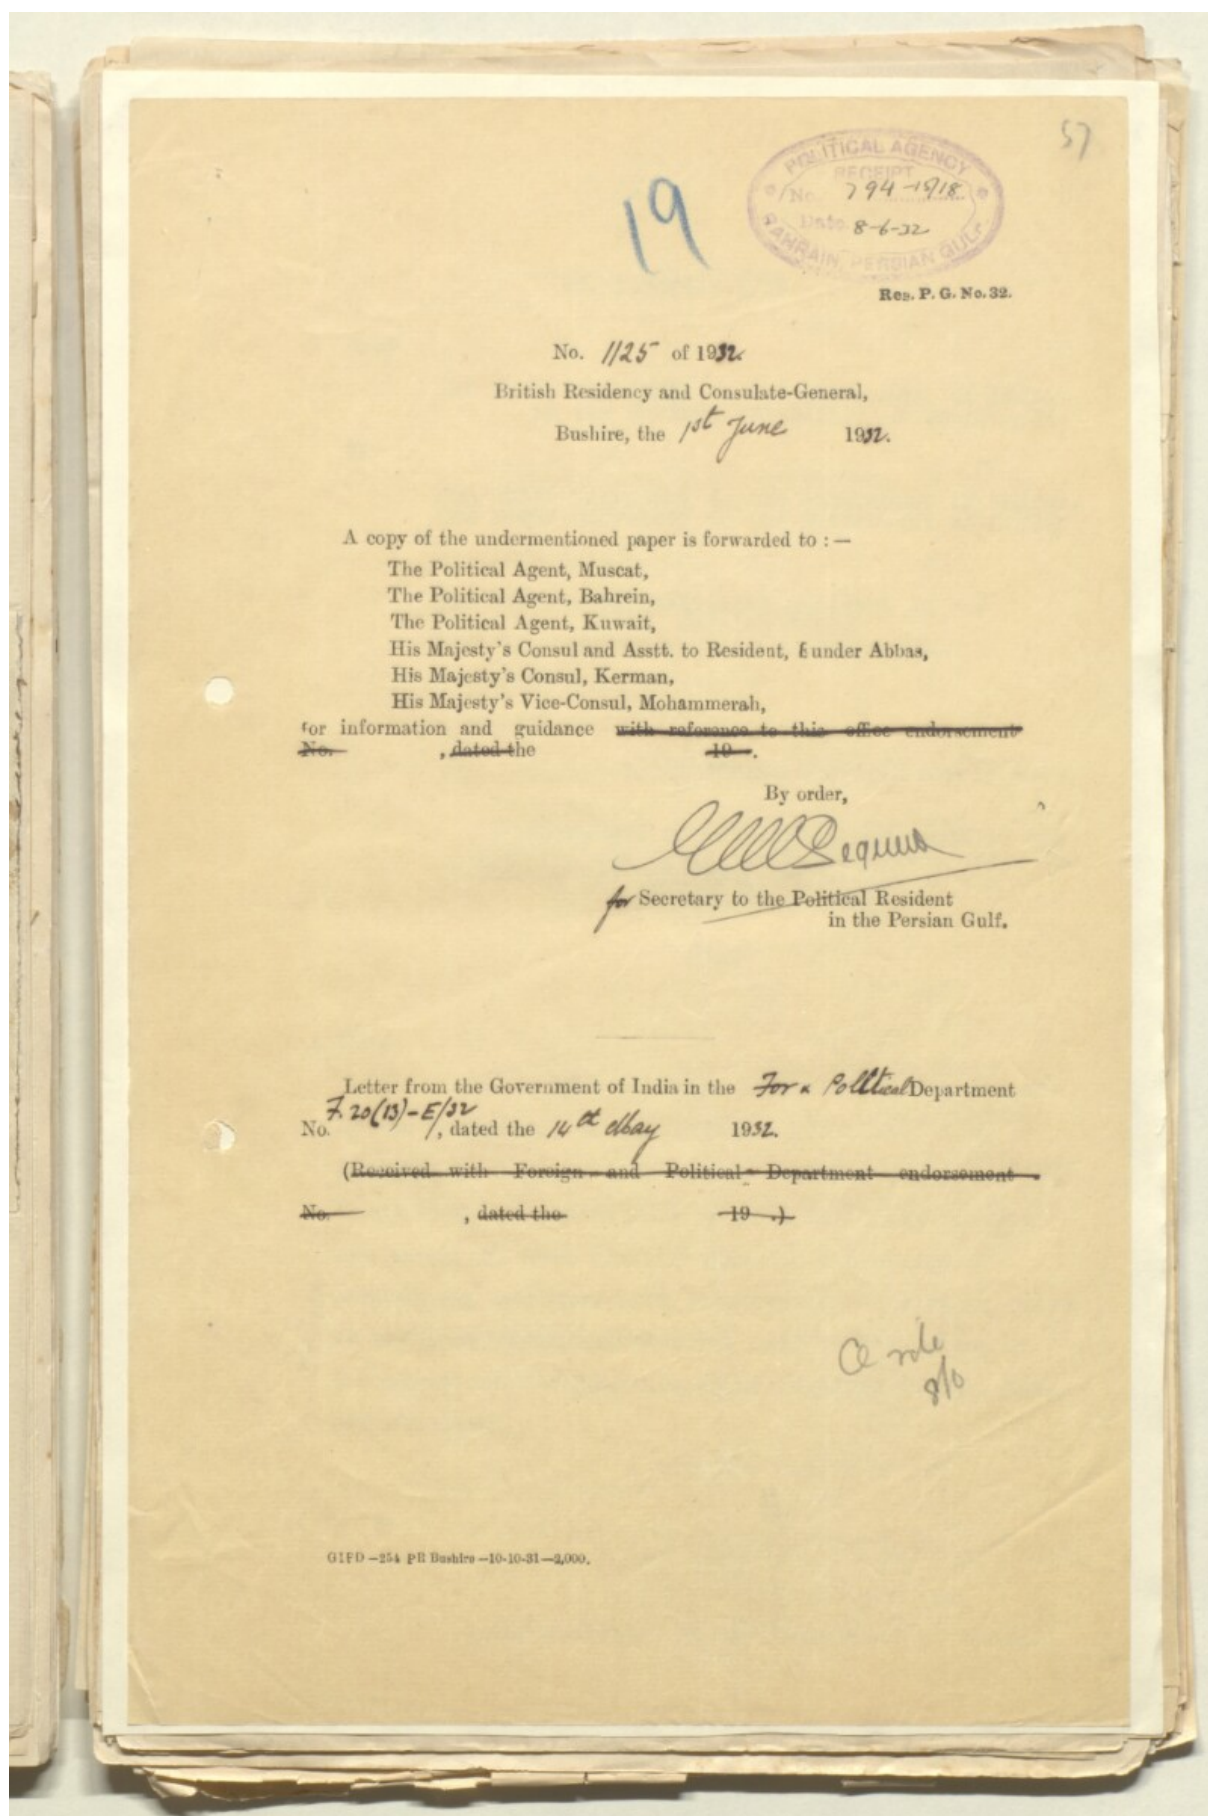 57
19
POLITICAL AGENCY
RECEIPT
No. 794-15/18
Date 8-6-32
BAHRAIN, PERSIAN GULF.
Res. P. G. No. 32.
No. 1125 of 1932.
British Residency and Consulate-General,
Bushire, the 1st June 1932.
A copy of the undermentioned paper is forwarded to : —
The Political Agent, Muscat,
The Political Agent, Bahrein,
The Political Agent, Kuwait,
His Majesty's Consul and Asstt. to Resident, Bunder Abbas,
His Majesty's Consul, Kerman,
His Majesty's Vice-Consul, Mohammerah,
for information and guidance with reference to this office endorsement
No. , dated the 19 .
By order,
for Secretary to the Political Resident
in the Persian Gulf.
Letter from the Government of India in the For & Political Department
No. F. 20(13)-E/32, dated the 14th May 1932.
(Received with Foreign and Political Department endorsement
No. , dated the 19 .)
GIFD—254 PR Bushire—10-10-31—2,000.